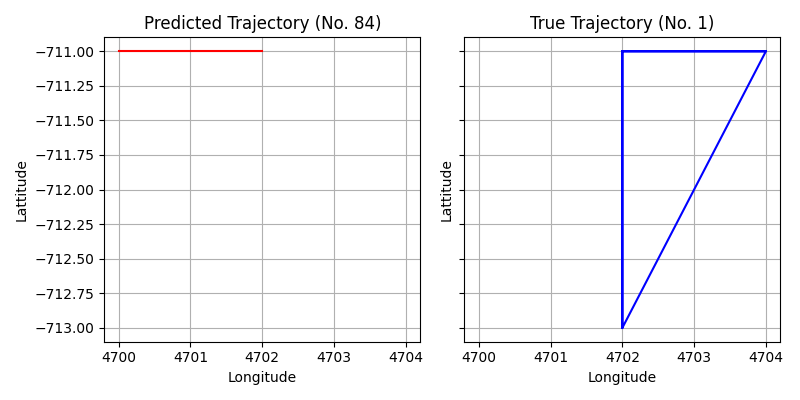 Predicted Trajectory (No. 84)
True Trajectory (No. 1)
−711.00
−711.25
−711.50
−711.75
−712.00
−712.25
−712.50
−712.75
−713.00
Lattitude
Lattitude
4700 4701 4702 4703 4704
4700 4701 4702 4703 4704
Longitude
Longitude